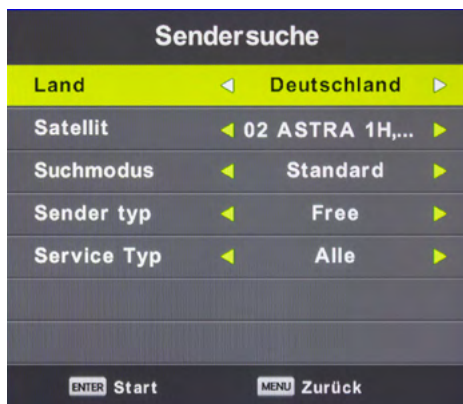 Sendersuche
Land Deutschland
Satellit 02 ASTRA 1H,...
Suchmodus Standard
Sender typ Free
Service Typ Alle
ENTER Start MENU Zurück